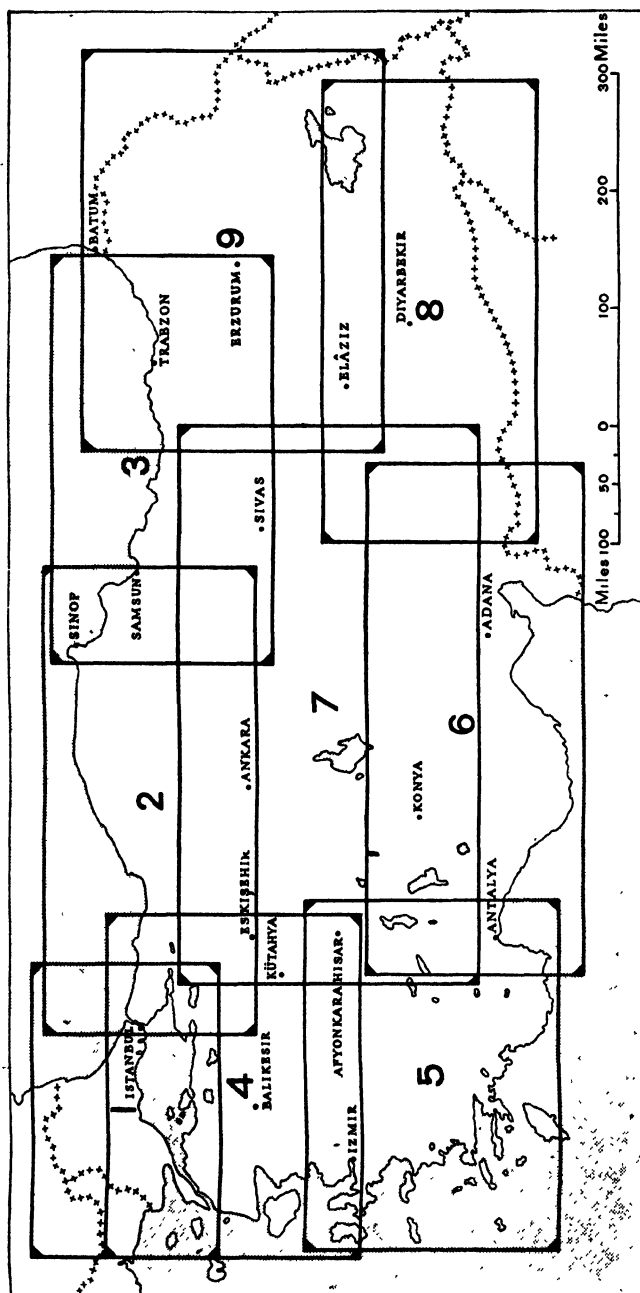 SINOP
BATUM
1
ISTANBUL
SAMSUN
3
2
TRABZON
9
ERZURUM
4
ESKIŞEHIR
ANKARA
SIVAS
BALIKESIR
KÜTAHYA
7
AFYONKARAHISAR
ELÂZIZ
IZMIR
DIYARBEKIR
KONYA
5
8
6
ANTALYA
ADANA
Miles 100 50 0 100 200 300 Miles